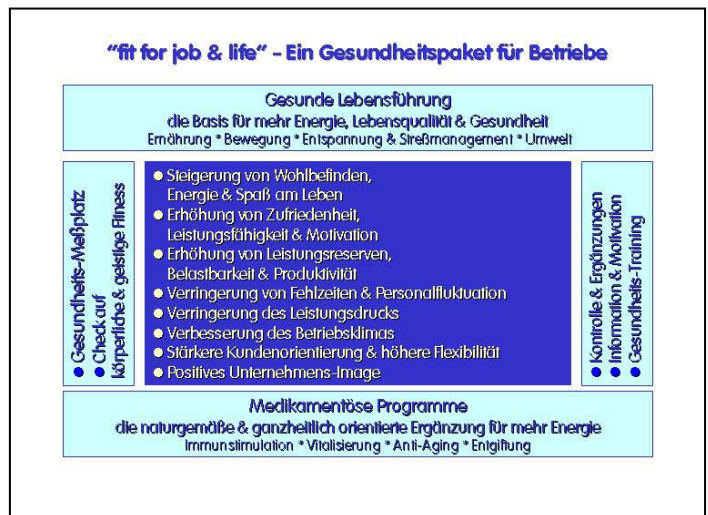 "fit for job & life" - Ein Gesundheitspaket für Betriebe
Gesunde Lebensführung
die Basis für mehr Energie, Lebensqualität & Gesundheit
Ernährung * Bewegung * Entspannung & Streßmanagement * Umwelt
● Gesundheits-Meßplatz
● Check auf
körperliche & geistige Fitness
● Steigerung von Wohlbefinden,
Energie & Spaß am Leben
● Erhöhung von Zufriedenheit,
Leistungsfähigkeit & Motivation
● Erhöhung von Leistungsreserven,
Belastbarkeit & Produktivität
● Verringerung von Fehlzeiten & Personalfluktuation
● Verringerung des Leistungsdrucks
● Verbesserung des Betriebsklimas
● Stärkere Kundenorientierung & höhere Flexibilität
● Positives Unternehmens-Image
● Kontrolle & Ergänzungen
● Information & Motivation
● Gesundheits-Training
Medikamentöse Programme
die naturgemäße & ganzheitlich orientierte Ergänzung für mehr Energie
Immunstimulation * Vitalisierung * Anti-Aging * Entgiftung